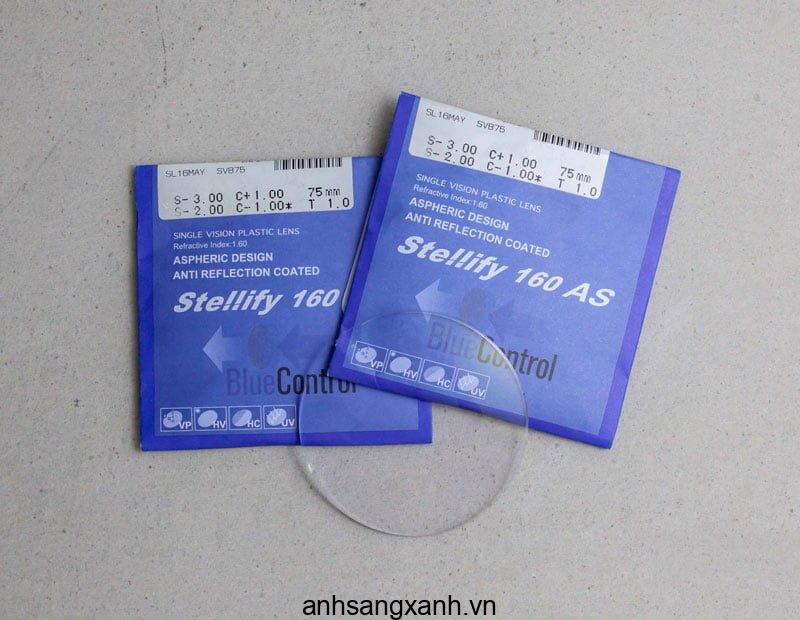 SL16MAY SVB75
S- 3.00 C+1.00 75mm
S- 2.00 C-1.00* T 1.0
SINGLE VISION PLASTIC LENS
Refractive Index:1.60
ASPHERIC DESIGN
ANTI REFLECTION COATED
Stellify 160
BlueControl
VP HV HC UV
SL16MAY SVB75
S- 3.00 C+1.00 75mm
S- 2.00 C-1.00* T 1.0
SINGLE VISION PLASTIC LENS
Refractive Index:1.60
ASPHERIC DESIGN
ANTI REFLECTION COATED
Stellify 160 AS
BlueControl
VP HV HC UV
anhsangxanh.vn